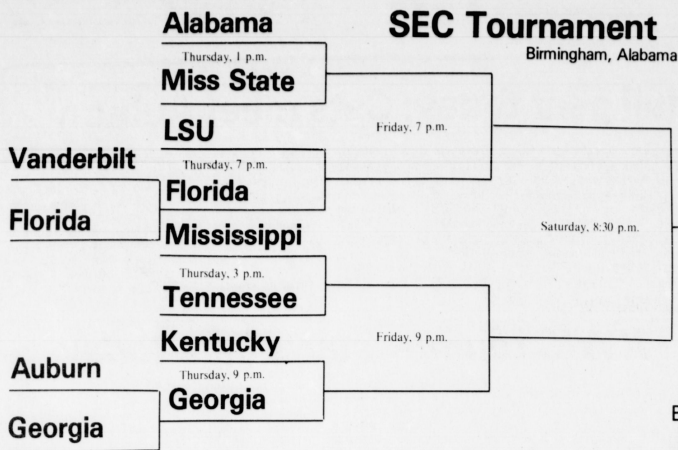 SEC Tournament
Birmingham, Alabama
Alabama
Thursday, 1 p.m.
Miss State
LSU
Thursday, 7 p.m.
Florida
Vanderbilt
Florida
Mississippi
Thursday, 3 p.m.
Tennessee
Kentucky
Thursday, 9 p.m.
Georgia
Auburn
Georgia
Friday, 7 p.m.
Friday, 9 p.m.
Saturday, 8:30 p.m.